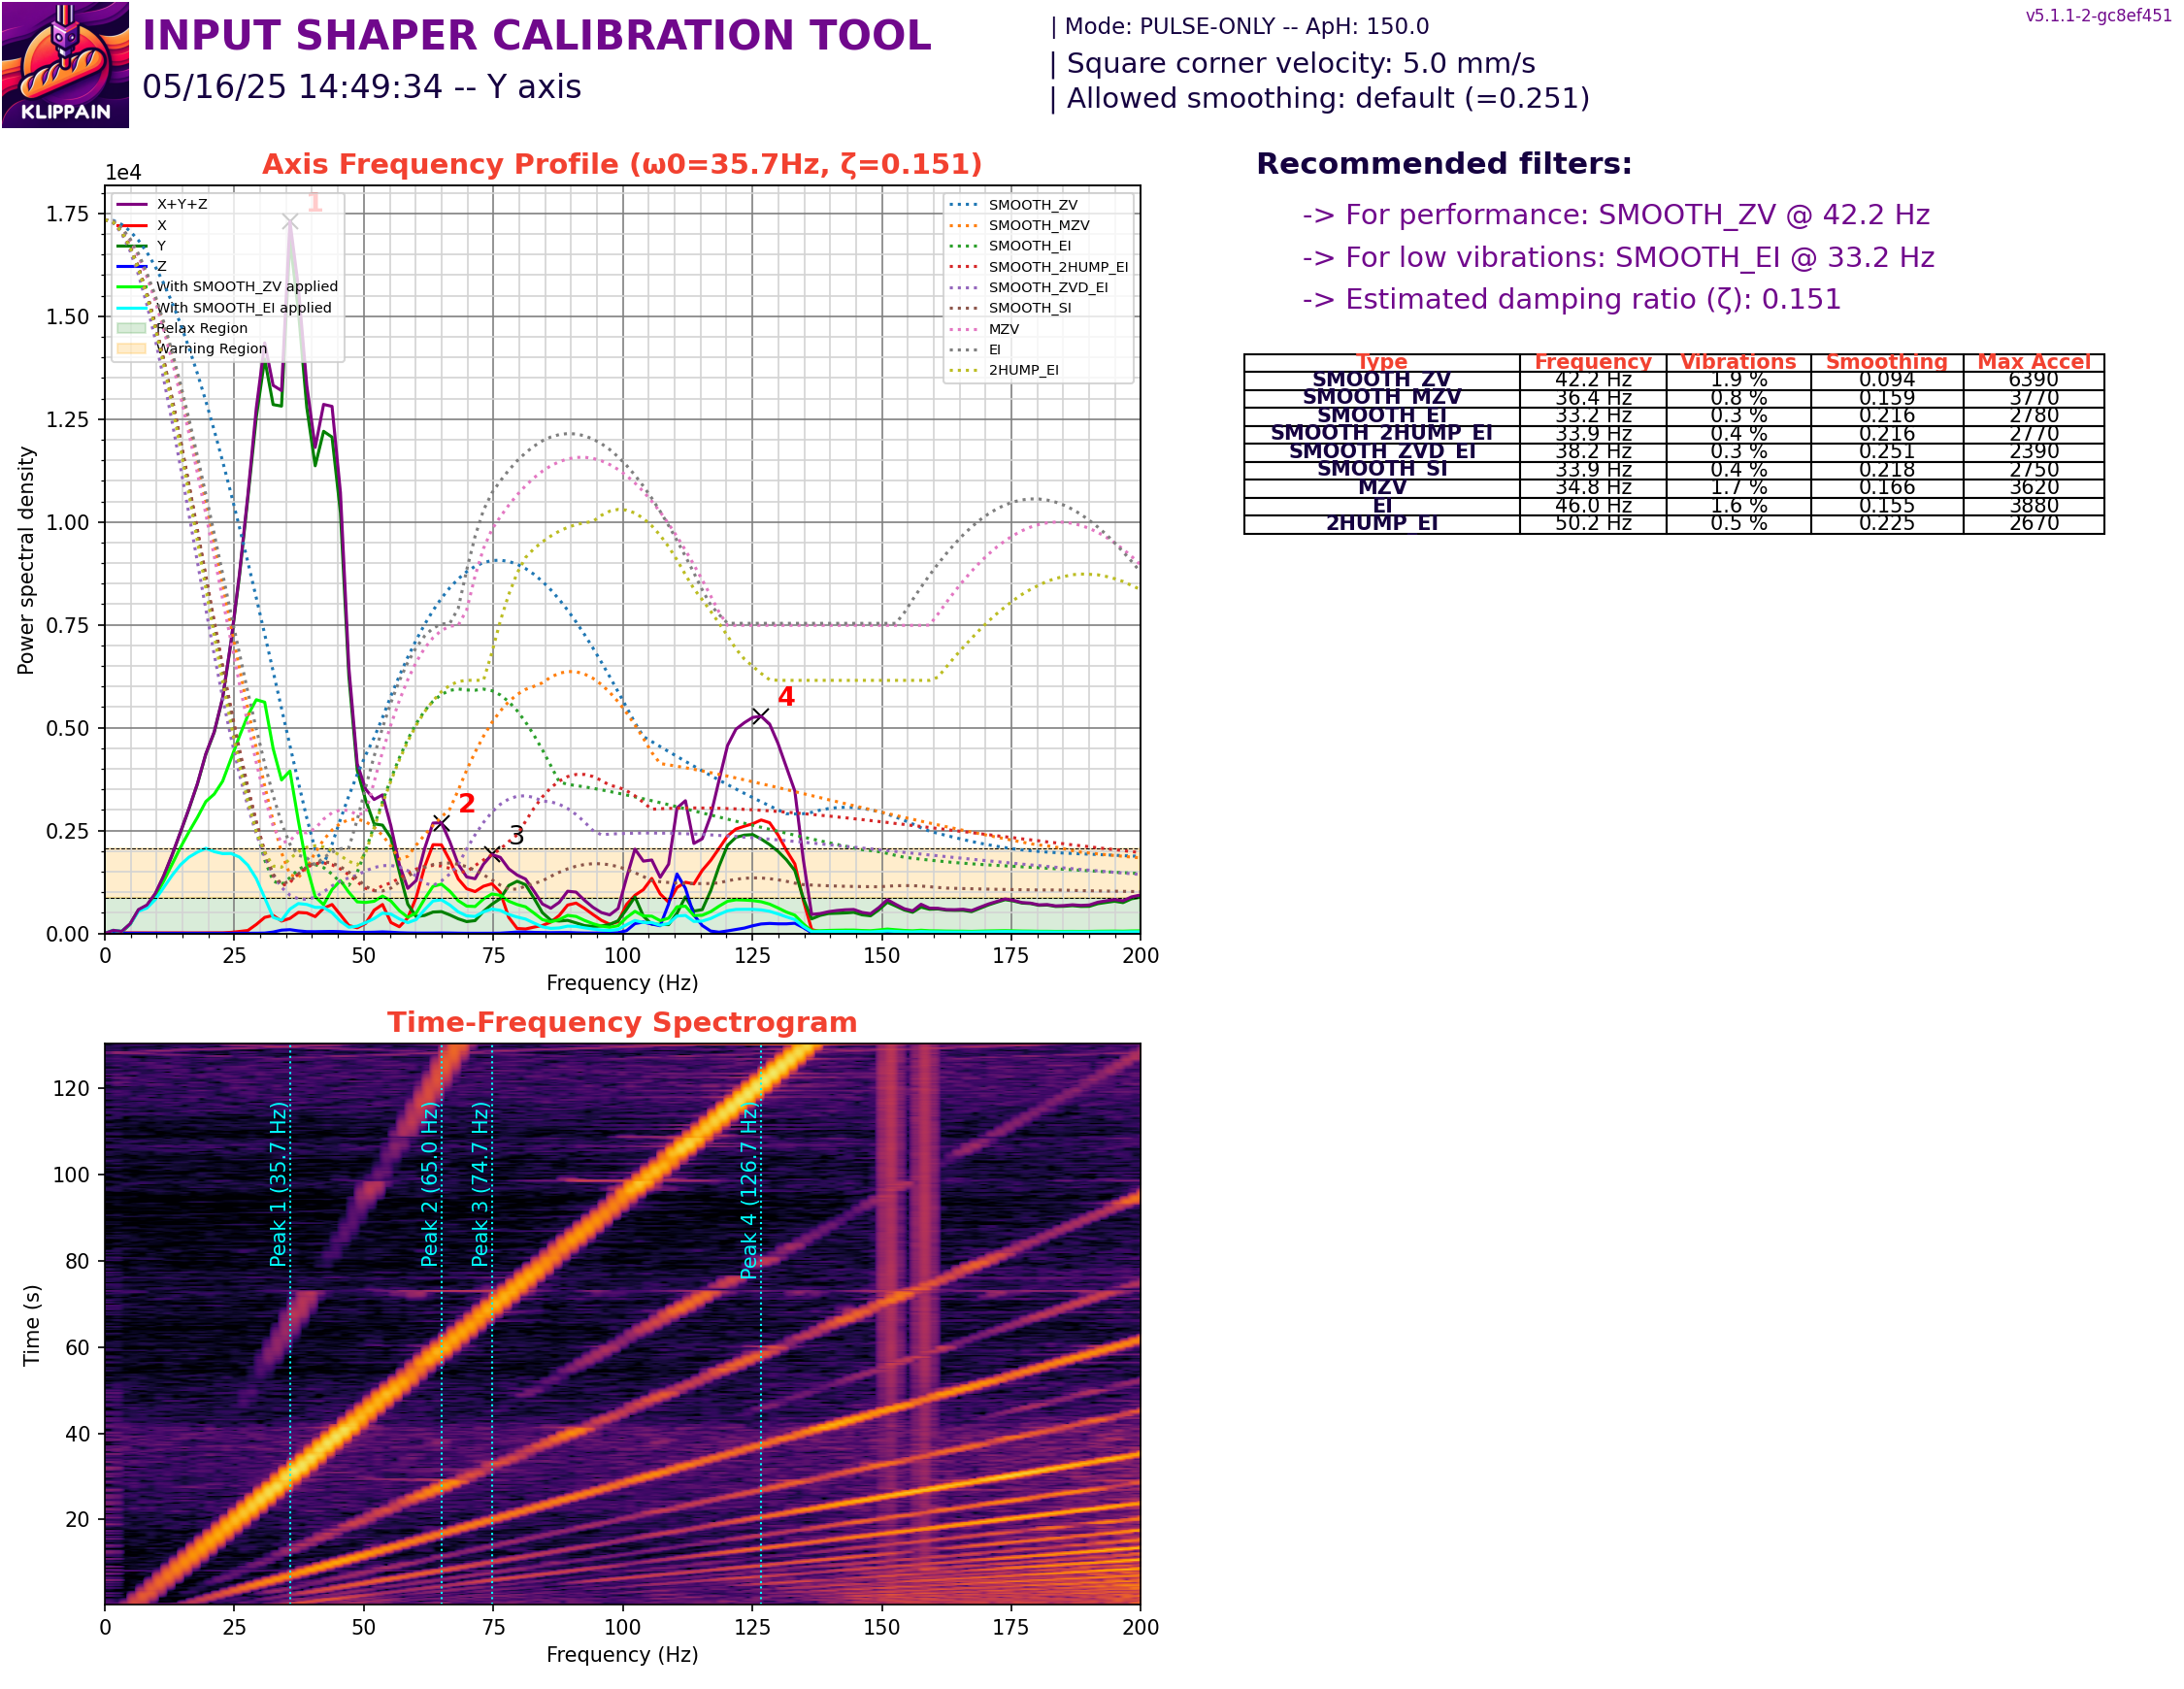 KLIPPAIN
INPUT SHAPER CALIBRATION TOOL
05/16/25 14:49:34 -- Y axis
| Mode: PULSE-ONLY -- ApH: 150.0
| Square corner velocity: 5.0 mm/s
| Allowed smoothing: default (=0.251)
v5.1.1-2-gc8ef451
Axis Frequency Profile (ω0=35.7Hz, ζ=0.151)
1e4
Power spectral density
1.75
1.50
1.25
1.00
0.75
0.50
0.25
0.00
X+Y+Z
X
Y
Z
With SMOOTH_ZV applied
With SMOOTH_EI applied
Relax Region
Warning Region
SMOOTH_ZV
SMOOTH_MZV
SMOOTH_EI
SMOOTH_2HUMP_EI
SMOOTH_ZVD_EI
SMOOTH_SI
MZV
EI
2HUMP_EI
1
2
3
4
0 25 50 75 100 125 150 175 200
Frequency (Hz)
Recommended filters:
-> For performance: SMOOTH_ZV @ 42.2 Hz
-> For low vibrations: SMOOTH_EI @ 33.2 Hz
-> Estimated damping ratio (ζ): 0.151
Type Frequency Vibrations Smoothing Max Accel
SMOOTH_ZV 42.2 Hz 1.9 % 0.094 6390
SMOOTH_MZV 36.4 Hz 0.8 % 0.159 3770
SMOOTH_EI 33.2 Hz 0.3 % 0.216 2780
SMOOTH_2HUMP_EI 33.9 Hz 0.4 % 0.216 2770
SMOOTH_ZVD_EI 38.2 Hz 0.3 % 0.251 2390
SMOOTH_SI 33.9 Hz 0.4 % 0.218 2750
MZV 34.8 Hz 1.7 % 0.166 3620
EI 46.0 Hz 1.6 % 0.155 3880
2HUMP_EI 50.2 Hz 0.5 % 0.225 2670
Time-Frequency Spectrogram
Time (s)
120
100
80
60
40
20
Peak 1 (35.7 Hz)
Peak 2 (65.0 Hz)
Peak 3 (74.7 Hz)
Peak 4 (126.7 Hz)
0 25 50 75 100 125 150 175 200
Frequency (Hz)